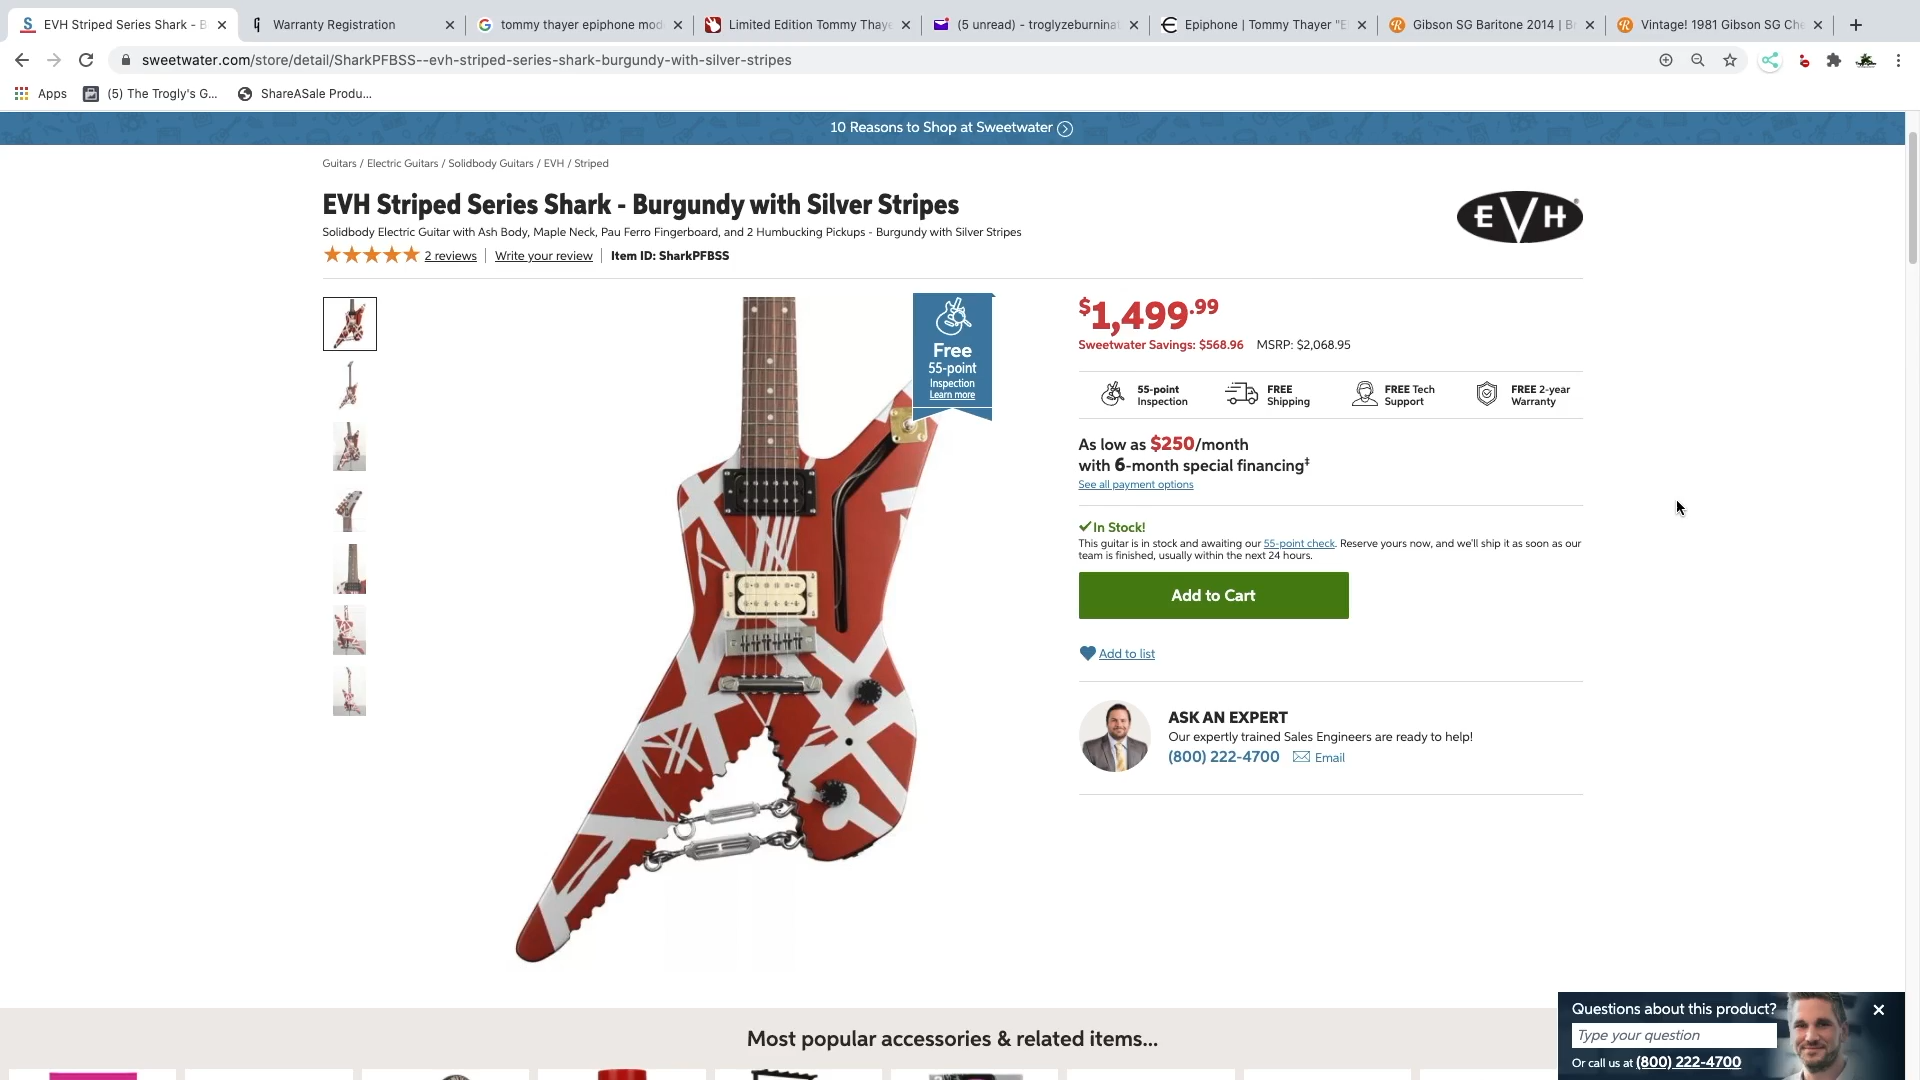 EVH Striped Series Shark - B
Warranty Registration
tommy thayer epiphone mod
Limited Edition Tommy Thaye
(5 unread) - troglyzeburnina
Epiphone | Tommy Thayer "E
Gibson SG Baritone 2014 | Br
Vintage! 1981 Gibson SG Che
sweetwater.com/store/detail/SharkPFBSS--evh-striped-series-shark-burgundy-with-silver-stripes
Apps
(5) The Trogly's G...
ShareASale Produ...
10 Reasons to Shop at Sweetwater
Guitars / Electric Guitars / Solidbody Guitars / EVH / Striped
EVH Striped Series Shark - Burgundy with Silver Stripes
EVH
Solidbody Electric Guitar with Ash Body, Maple Neck, Pau Ferro Fingerboard, and 2 Humbucking Pickups - Burgundy with Silver Stripes
2 reviews
Write your review
Item ID: SharkPFBSS
Free
55-point
Inspection
Learn more
$1,499.99
Sweetwater Savings: $568.96 MSRP: $2,068.95
55-point
Inspection
FREE
Shipping
FREE Tech
Support
FREE 2-year
Warranty
As low as $250/month
with 6-month special financing‡
See all payment options
In Stock!
This guitar is in stock and awaiting our 55-point check. Reserve yours now, and we'll ship it as soon as our
team is finished, usually within the next 24 hours.
Add to Cart
Add to list
ASK AN EXPERT
Our expertly trained Sales Engineers are ready to help!
(800) 222-4700
Email
Most popular accessories & related items...
Questions about this product?
Type your question
Or call us at (800) 222-4700